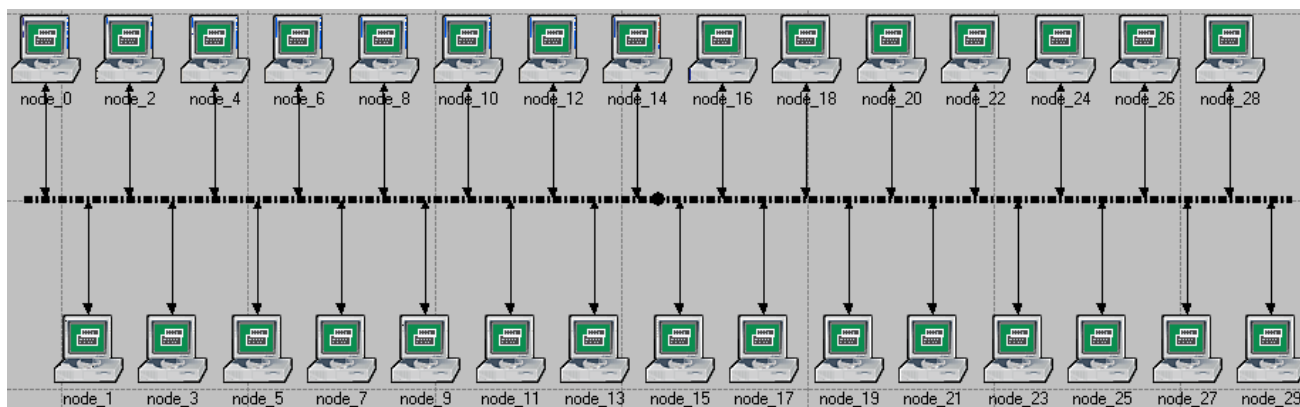 node_0 node_2 node_4 node_6 node_8 node_10 node_12 node_14 node_16 node_18 node_20 node_22 node_24 node_26 node_28
node_1 node_3 node_5 node_7 node_9 node_11 node_13 node_15 node_17 node_19 node_21 node_23 node_25 node_27 node_29